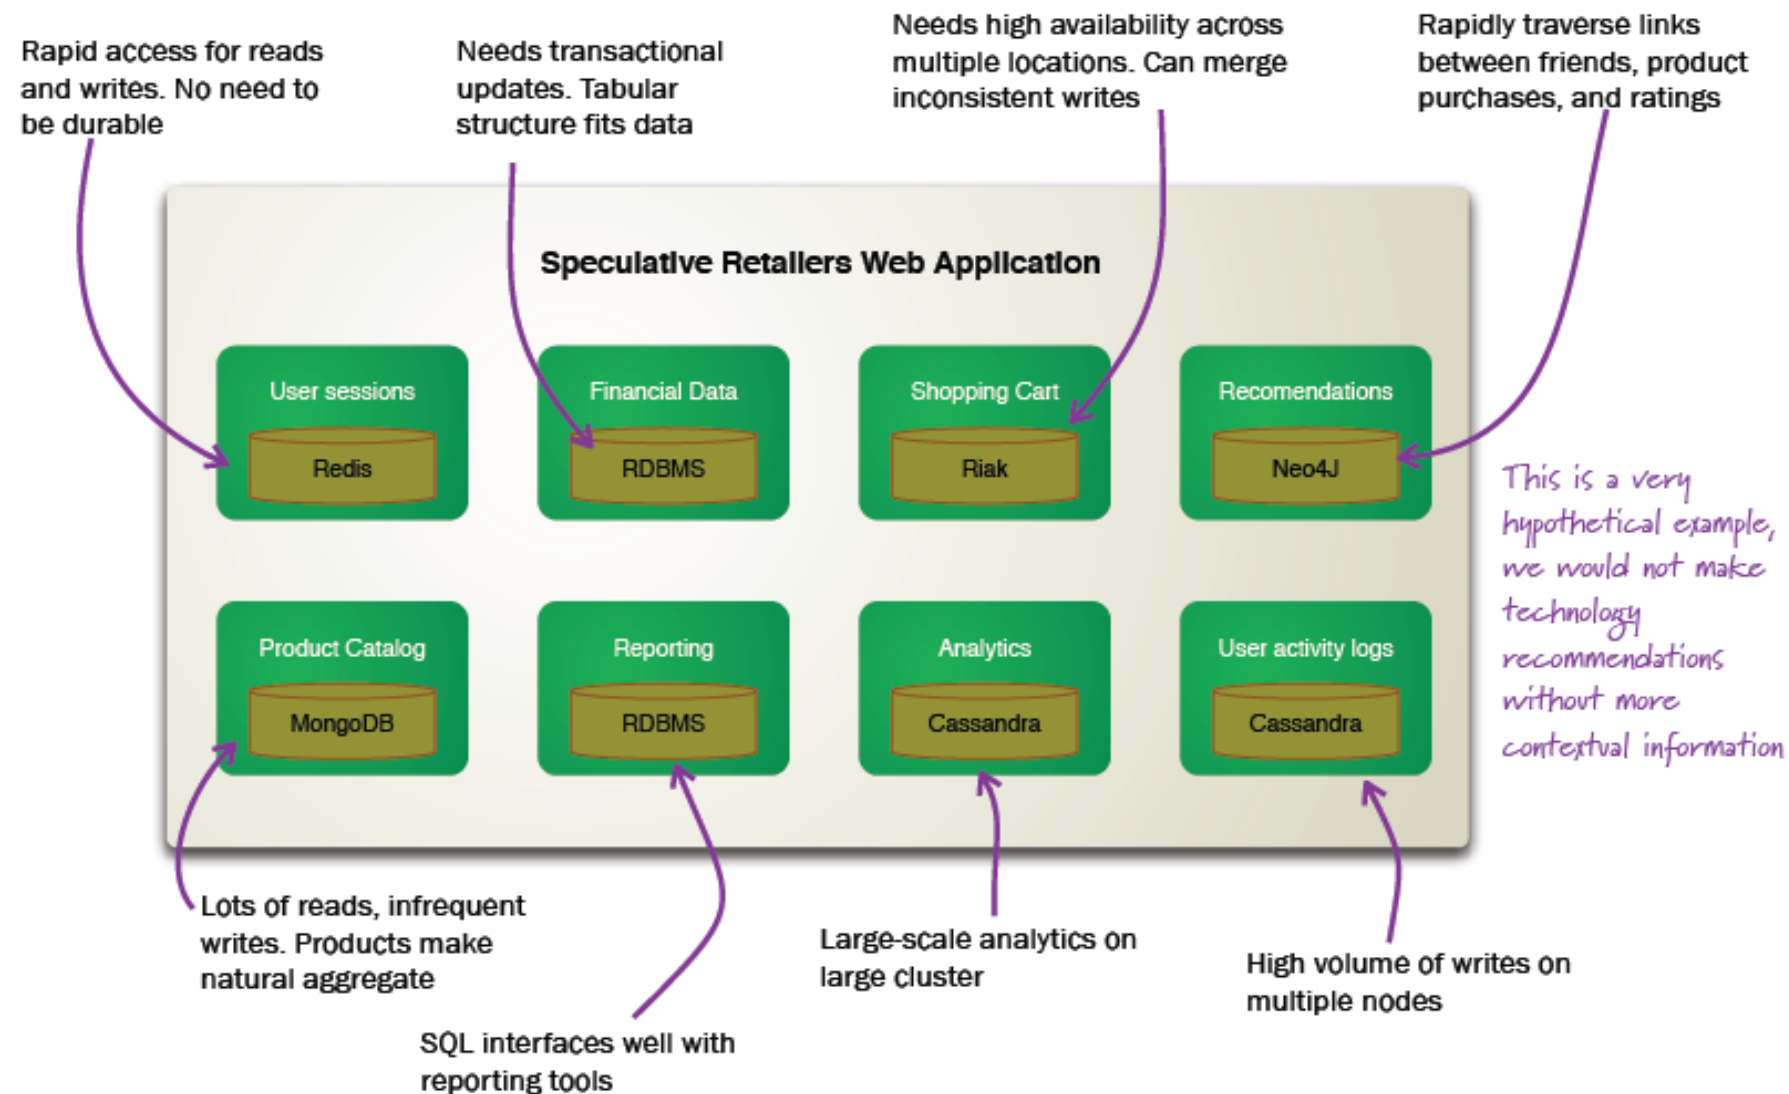 Rapid access for reads
and writes. No need to
be durable
Needs transactional
updates. Tabular
structure fits data
Needs high availability across
multiple locations. Can merge
inconsistent writes
Rapidly traverse links
between friends, product
purchases, and ratings
Speculative Retailers Web Application
User sessions
Redis
Financial Data
RDBMS
Shopping Cart
Riak
Recomendations
Neo4J
This is a very
hypothetical example,
we would not make
technology
recommendations
without more
contextual information
Product Catalog
MongoDB
Reporting
RDBMS
Analytics
Cassandra
User activity logs
Cassandra
Lots of reads, infrequent
writes. Products make
natural aggregate
SQL interfaces well with
reporting tools
Large-scale analytics on
large cluster
High volume of writes on
multiple nodes